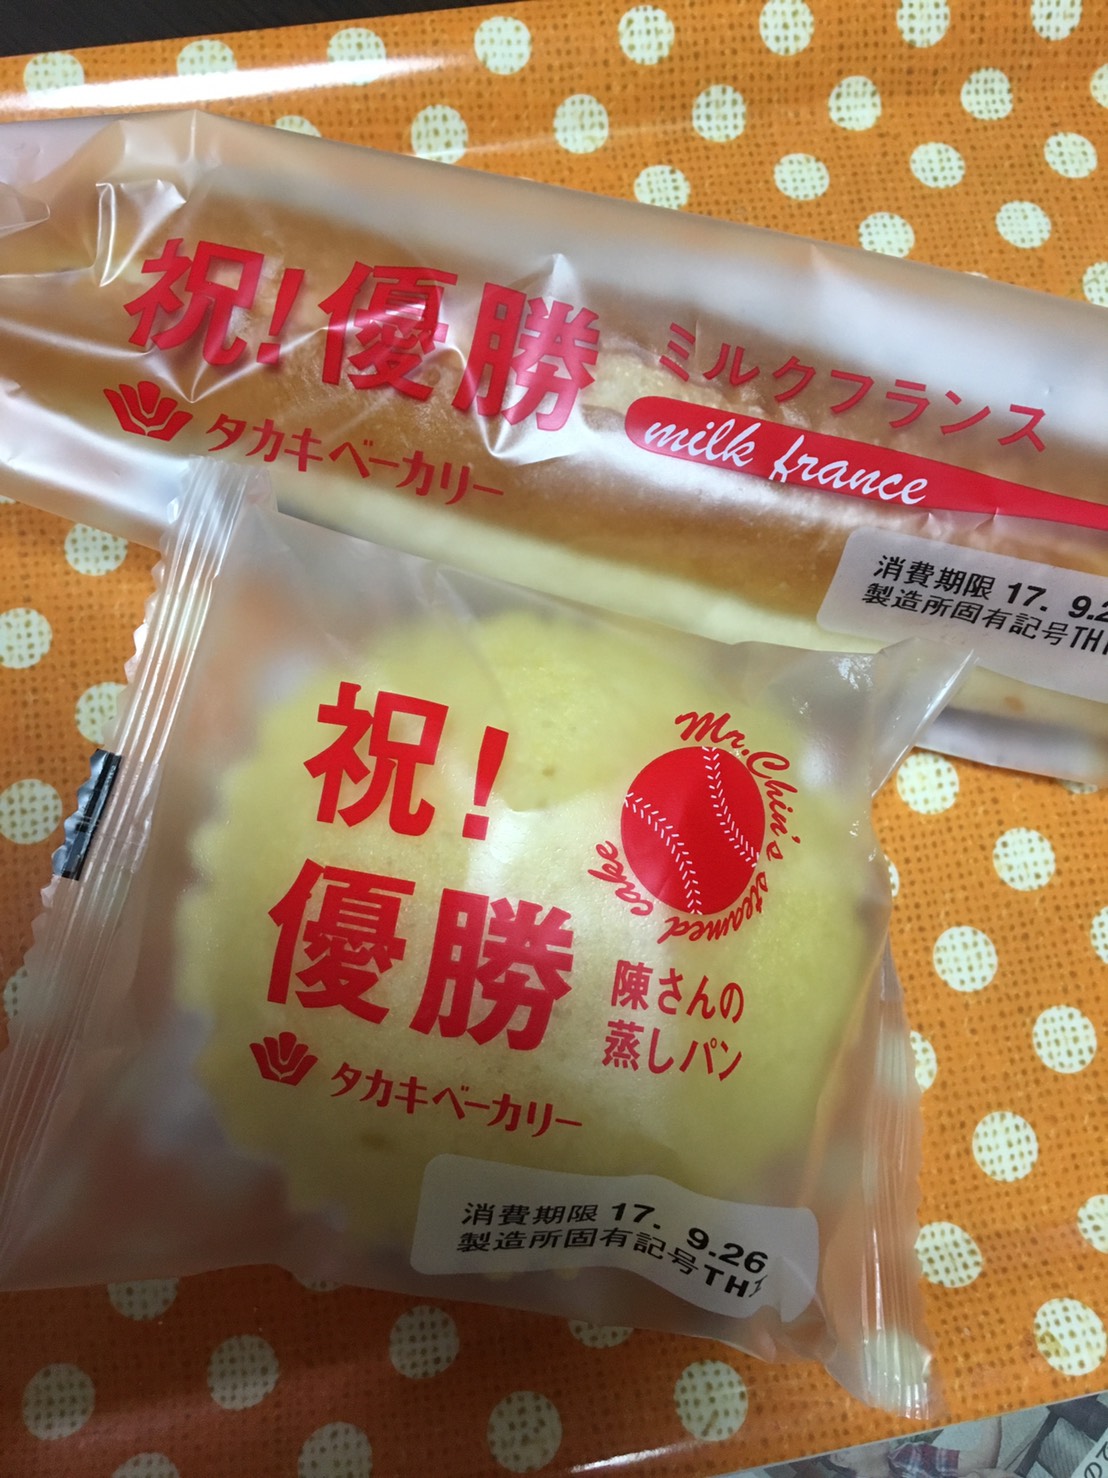 祝!優勝
ミルクフランス
milk france
タカキベーカリー
消費期限 17. 9.2
製造所固有記号TH
祝!
優勝
Mr.Chin's steamed cake
陳さんの
蒸しパン
タカキベーカリー
消費期限 17. 9.26
製造所固有記号TH